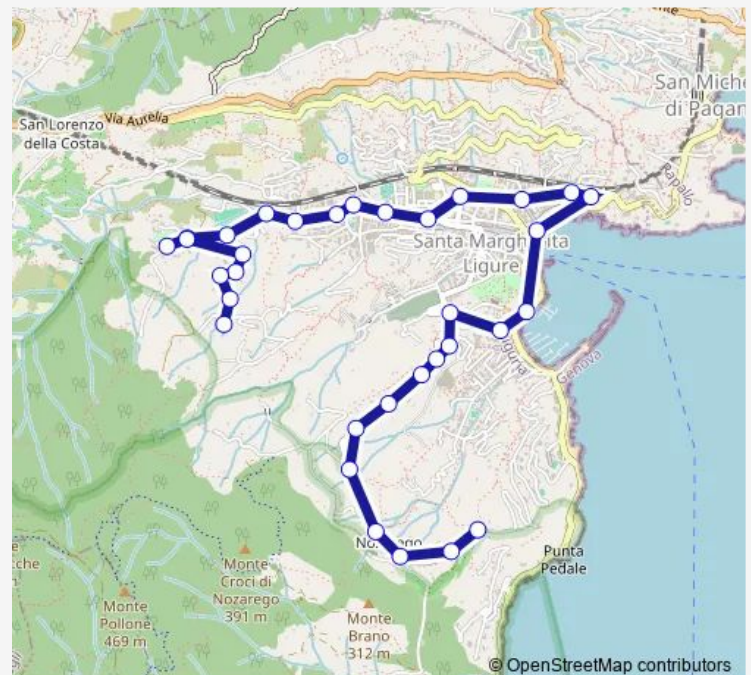 San Miche
di Pagan
Via Aurelia
San Lorenzo
della Costa
Rapallo
Santa Margherita
Ligure
Liguria
Genova
Monte
Croci di
Nozarego
391 m
Monte
Pollone
469 m
Monte
Brano
312 m
Punta
Pedale
© OpenStreetMap contributors